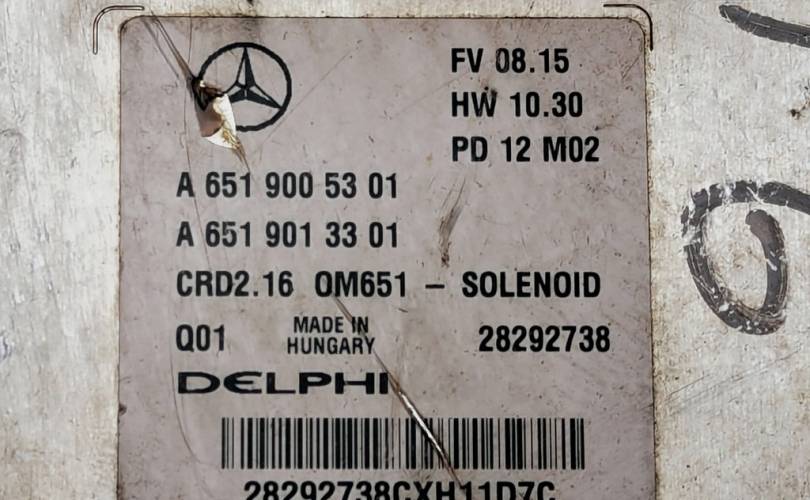 FV 08.15
HW 10.30
PD 12 M02
A 651 900 53 01
A 651 901 33 01
CRD2.16 OM651 – SOLENOID
Q01 MADE IN HUNGARY 28292738
DELPHI
28292738CXH11D7C